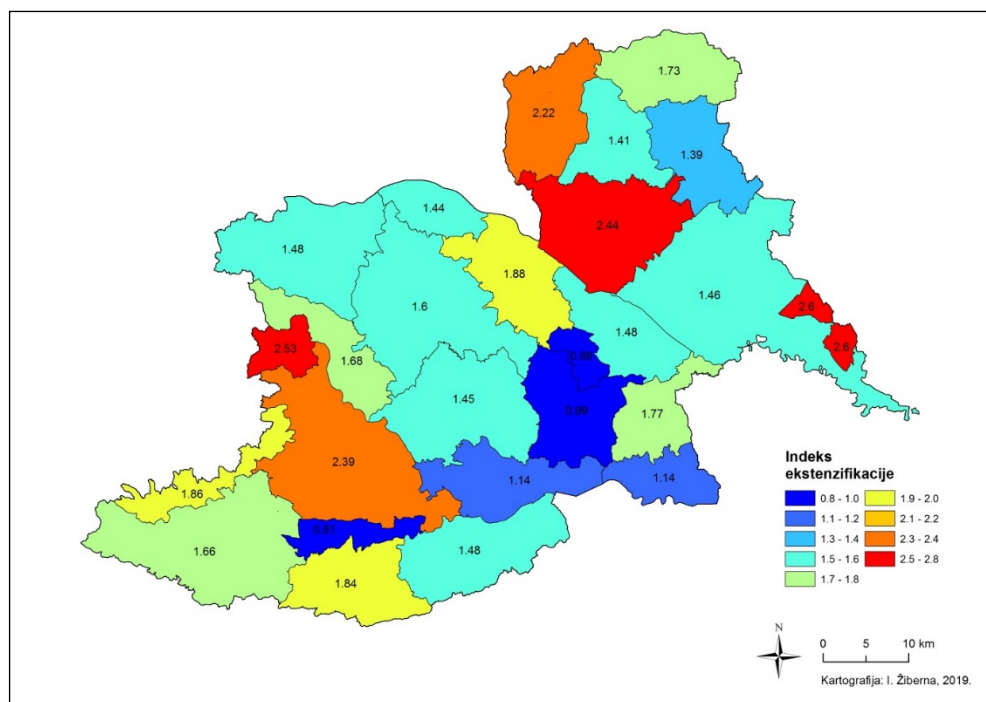 1.73
2.22
1.41
1.39
1.44
2.44
1.48
1.88
1.6
1.46
2.6
1.48
2.6
2.53
1.68
0.88
1.45
0.99
1.77
2.39
1.14
1.14
1.86
0.81
1.66
1.48
1.84
Indeks
ekstenzifikacije
0.8 - 1.0
1.9 - 2.0
1.1 - 1.2
2.1 - 2.2
1.3 - 1.4
2.3 - 2.4
1.5 - 1.6
2.5 - 2.8
1.7 - 1.8
N
0 5 10 km
Kartografija: I. Žiberna, 2019.